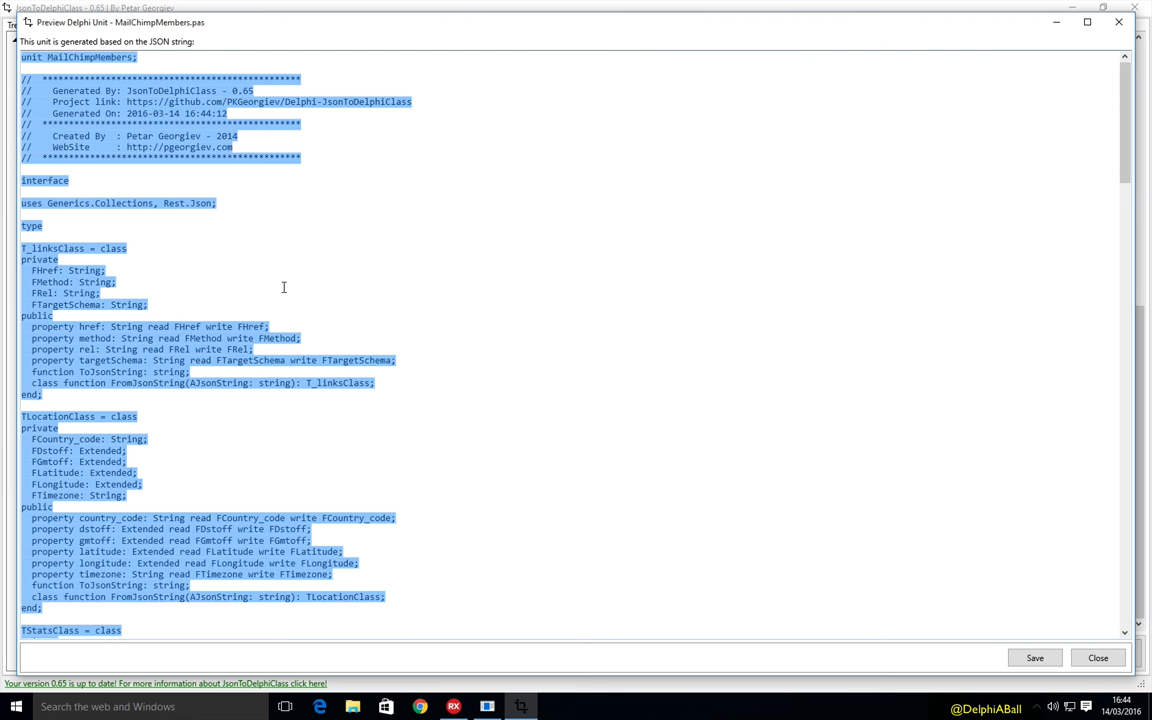 JsonToDelphiClass - 0.65 | By Petar Georgiev
Preview Delphi Unit - MailChimpMembers.pas
This unit is generated based on the JSON string:
unit MailChimpMembers;
// *************************************************
// Generated By: JsonToDelphiClass - 0.65
// Project link: https://github.com/PKGeorgiev/Delphi-JsonToDelphiClass
// Generated On: 2016-03-14 16:44:12
// *************************************************
// Created By : Petar Georgiev - 2014
// WebSite : http://pgeorgiev.com
// *************************************************
interface
uses Generics.Collections, Rest.Json;
type
T_linksClass = class
private
FHref: String;
FMethod: String;
FRel: String;
FTargetSchema: String;
public
property href: String read FHref write FHref;
property method: String read FMethod write FMethod;
property rel: String read FRel write FRel;
property targetSchema: String read FTargetSchema write FTargetSchema;
function ToJsonString: string;
class function FromJsonString(AJsonString: string): T_linksClass;
end;
TLocationClass = class
private
FCountry_code: String;
FDstoff: Extended;
FGmtoff: Extended;
FLatitude: Extended;
FLongitude: Extended;
FTimezone: String;
public
property country_code: String read FCountry_code write FCountry_code;
property dstoff: Extended read FDstoff write FDstoff;
property gmtoff: Extended read FGmtoff write FGmtoff;
property latitude: Extended read FLatitude write FLatitude;
property longitude: Extended read FLongitude write FLongitude;
property timezone: String read FTimezone write FTimezone;
function ToJsonString: string;
class function FromJsonString(AJsonString: string): TLocationClass;
end;
TStatsClass = class
Save
Close
Your version 0.65 is up to date! For more information about JsonToDelphiClass click here!
Search the web and Windows
RX
@DelphiABall
16:44
14/03/2016